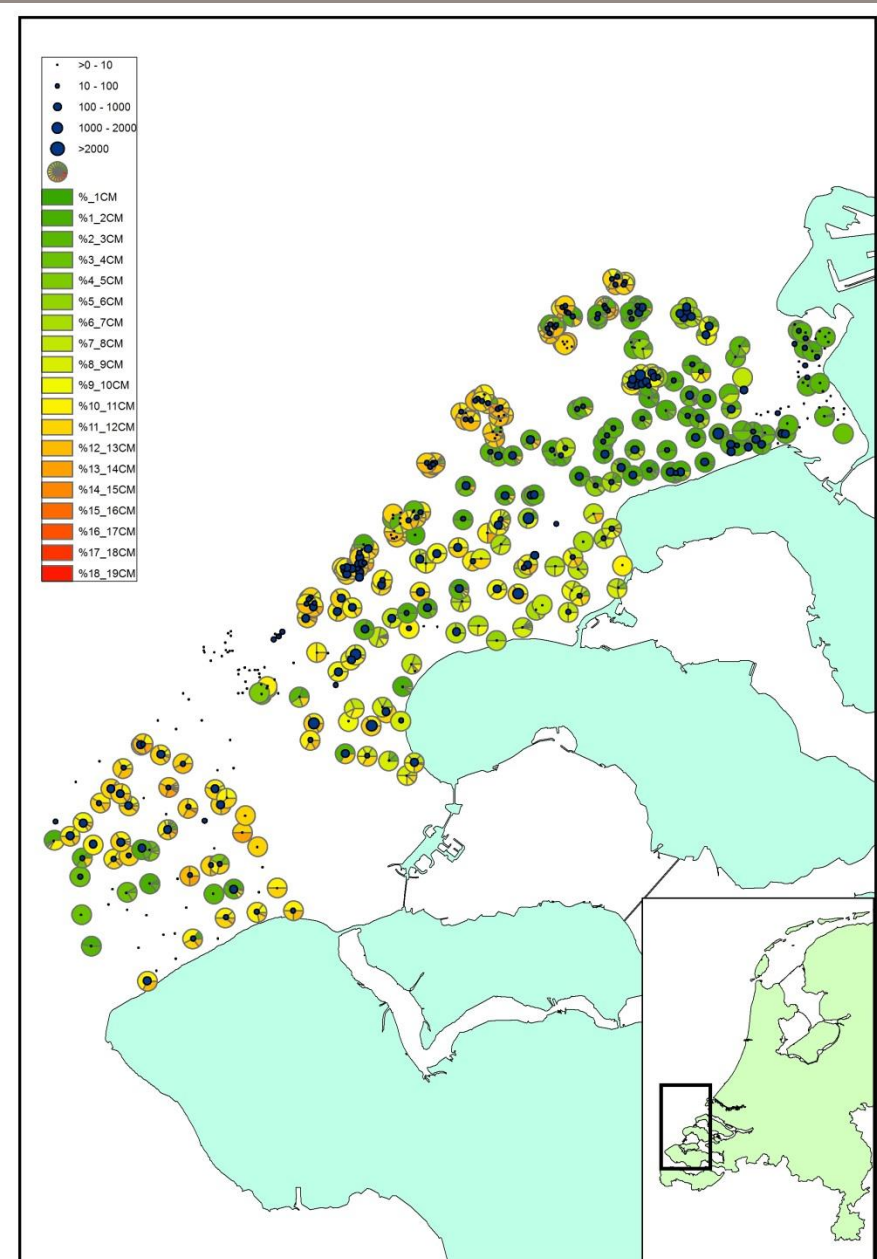 >0 - 10
10 - 100
100 - 1000
1000 - 2000
>2000
%_1CM
%1_2CM
%2_3CM
%3_4CM
%4_5CM
%5_6CM
%6_7CM
%7_8CM
%8_9CM
%9_10CM
%10_11CM
%11_12CM
%12_13CM
%13_14CM
%14_15CM
%15_16CM
%16_17CM
%17_18CM
%18_19CM